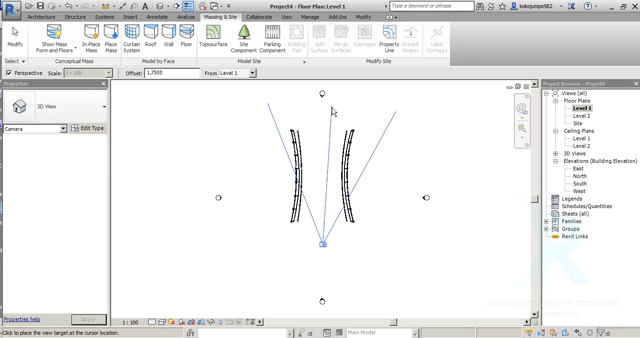 Project4 - Floor Plan: Level 1
Type a keyword or phrase
kokojumpo982
Architecture Structure Systems Insert Annotate Analyze Massing & Site Collaborate View Manage Add-Ins Modify
Modify
Show Mass Form and Floors
In-Place Mass
Place Mass
Curtain System
Roof
Wall
Floor
Toposurface
Site Component
Parking Component
Building Pad
Split Surface
Merge Surfaces
Subregion
Property Line
Graded Region
Label Contours
Select
Conceptual Mass
Model by Face
Model Site
Modify Site
Perspective Scale: 1 : 100 Offset: 1.7500 From Level 1
Properties
3D View
Camera
Edit Type
Properties help
Apply
Project Browser - Project4
Views (all)
Floor Plans
Level 1
Level 2
Site
Ceiling Plans
Level 1
Level 2
3D Views
Elevations (Building Elevation)
East
North
South
West
Legends
Schedules/Quantities
Sheets (all)
Families
Groups
Revit Links
Advanced Revit Course
1 : 100
Click to place the view target at the cursor location.
:0
Main Model
:0